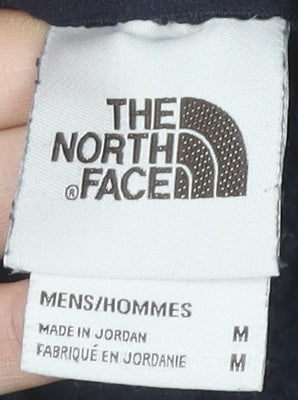 THE
NORTH
®FACE
MENS/HOMMES
MADE IN JORDAN M
FABRIQUÉ EN JORDANIE M